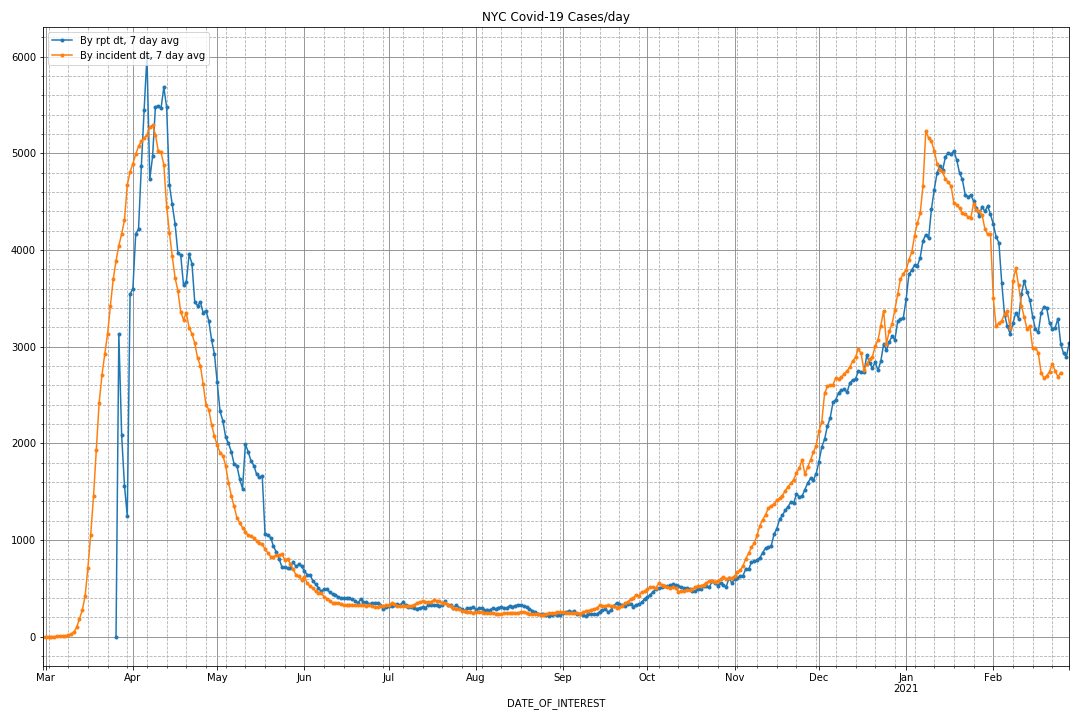 NYC Covid-19 Cases/day
By rpt dt, 7 day avg
By incident dt, 7 day avg
6000
5000
4000
3000
2000
1000
0
Mar Apr May Jun Jul Aug Sep Oct Nov Dec Jan Feb
2021
DATE_OF_INTEREST